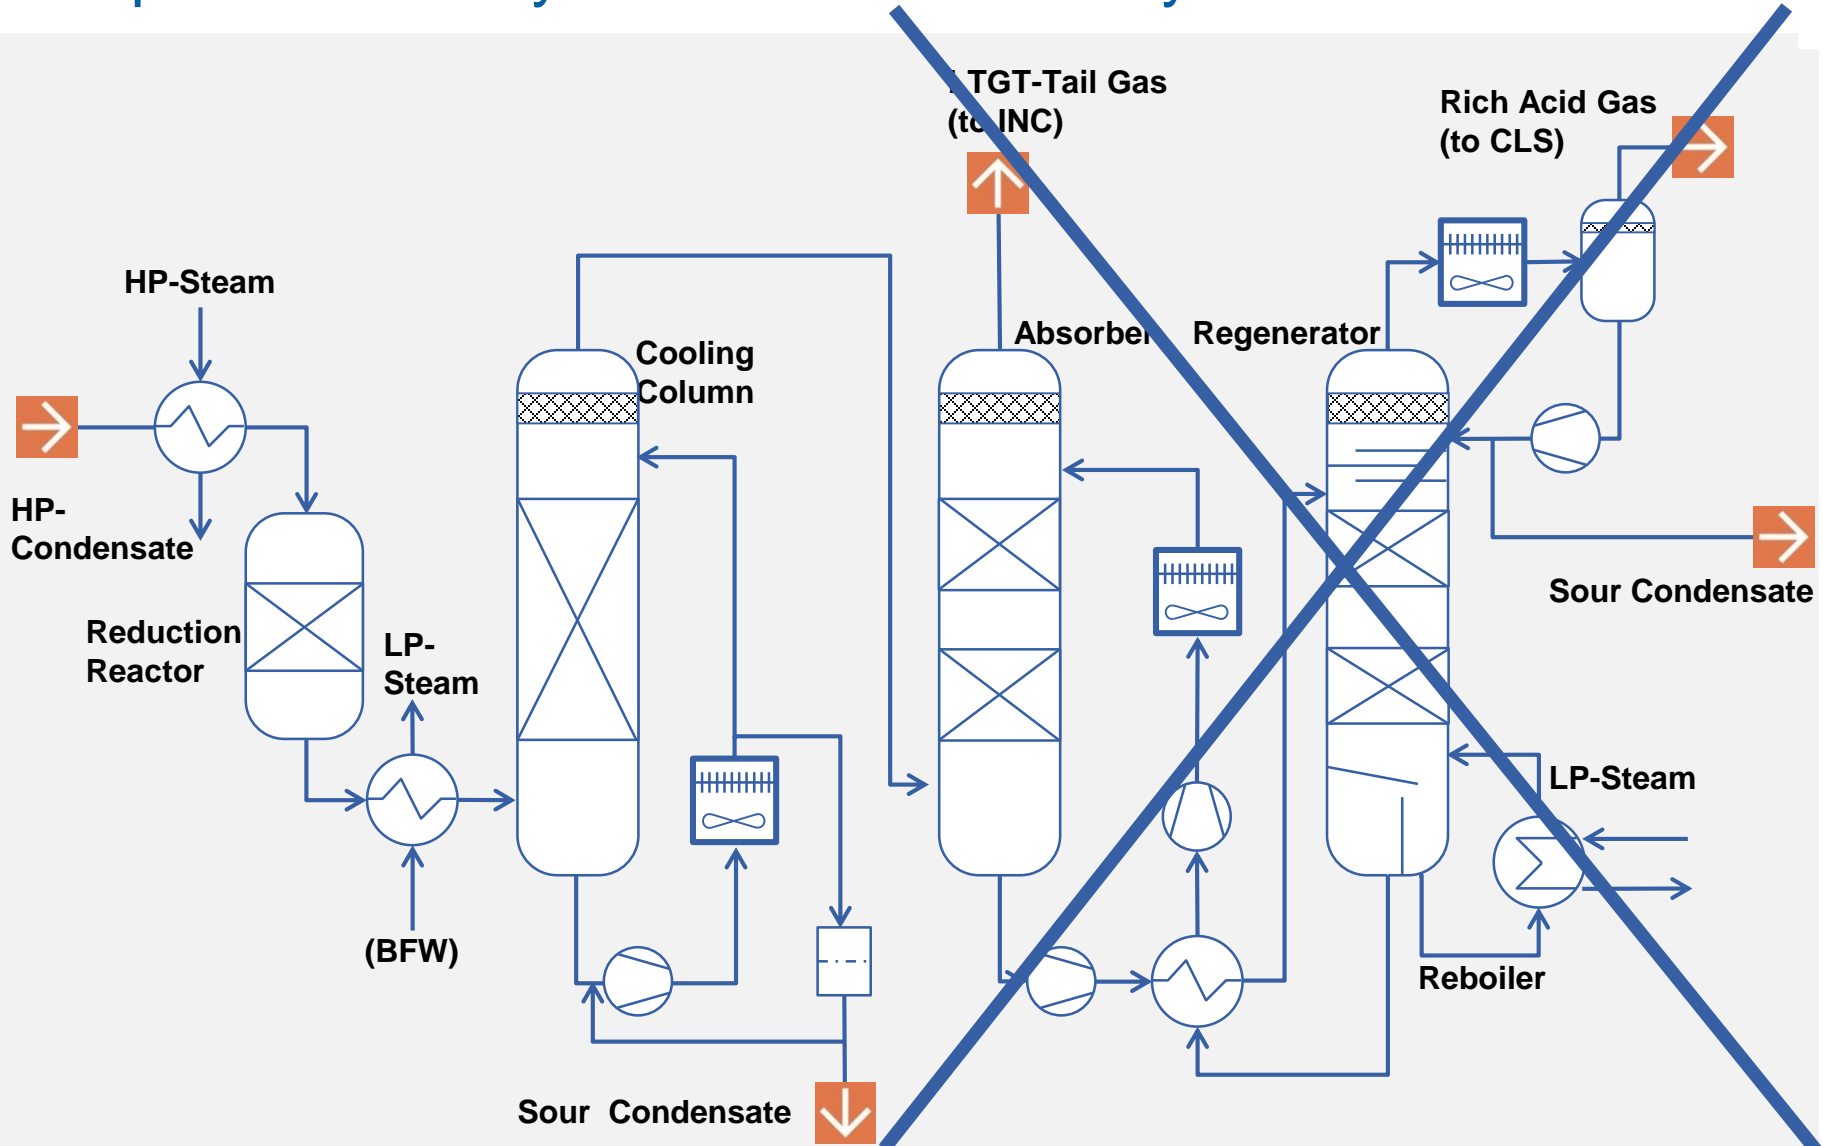 TGT-Tail Gas
(to INC)
Rich Acid Gas
(to CLS)
HP-Steam
Absorber
Regenerator
Cooling
Column
HP-
Condensate
Reduction
Reactor
LP-
Steam
Sour Condensate
LP-Steam
(BFW)
Reboiler
Sour Condensate